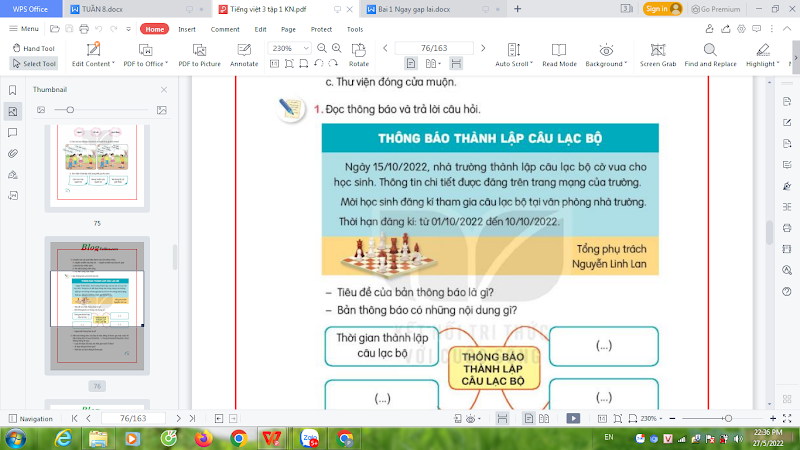 WPS Office
TUẦN 8.docx
Tiếng việt 3 tập 1 KN.pdf
Bai 1 Ngay gap lai.docx
Sign in
Go Premium
Menu
Home
Insert
Comment
Edit
Page
Protect
Tools
Hand Tool
Select Tool
Edit Content
PDF to Office
PDF to Picture
Annotate
230%
76/163
Rotate
Auto Scroll
Read Mode
Background
Screen Grab
Find and Replace
Highlight
Thumbnail
75
76
c. Thư viện đóng cửa muộn.
1. Đọc thông báo và trả lời câu hỏi.
THÔNG BÁO THÀNH LẬP CÂU LẠC BỘ
Ngày 15/10/2022, nhà trường thành lập câu lạc bộ cờ vua cho
học sinh. Thông tin chi tiết được đăng trên trang mạng của trường.
Mời học sinh đăng kí tham gia câu lạc bộ tại văn phòng nhà trường.
Thời hạn đăng kí: từ 01/10/2022 đến 10/10/2022.
Tổng phụ trách
Nguyễn Linh Lan
– Tiêu đề của bản thông báo là gì?
– Bản thông báo có những nội dung gì?
KẾT NỐI TRI THỨC
VỚI CUỘC SỐNG
Thời gian thành lập
câu lạc bộ
(...)
THÔNG BÁO
THÀNH LẬP
CÂU LẠC BỘ
(...)
(...)
Navigation
76/163
230%
EN
22:36 PM
27/5/2022